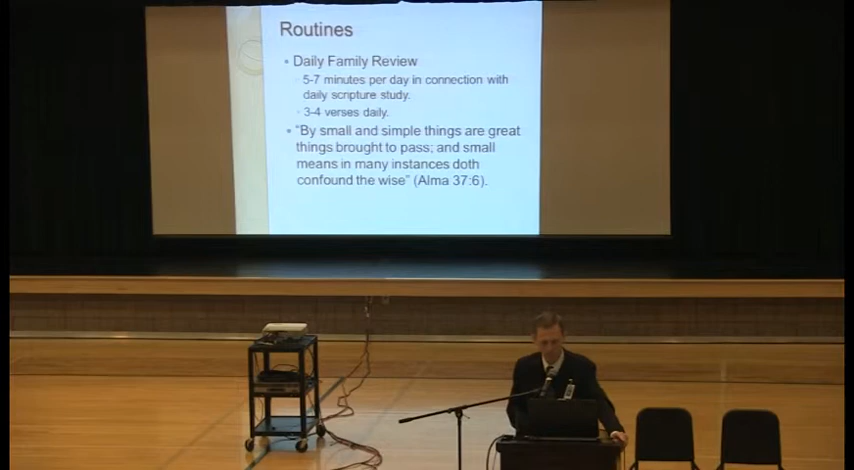 Routines
• Daily Family Review
5-7 minutes per day in connection with
daily scripture study.
3-4 verses daily.
• "By small and simple things are great
things brought to pass; and small
means in many instances doth
confound the wise" (Alma 37:6).